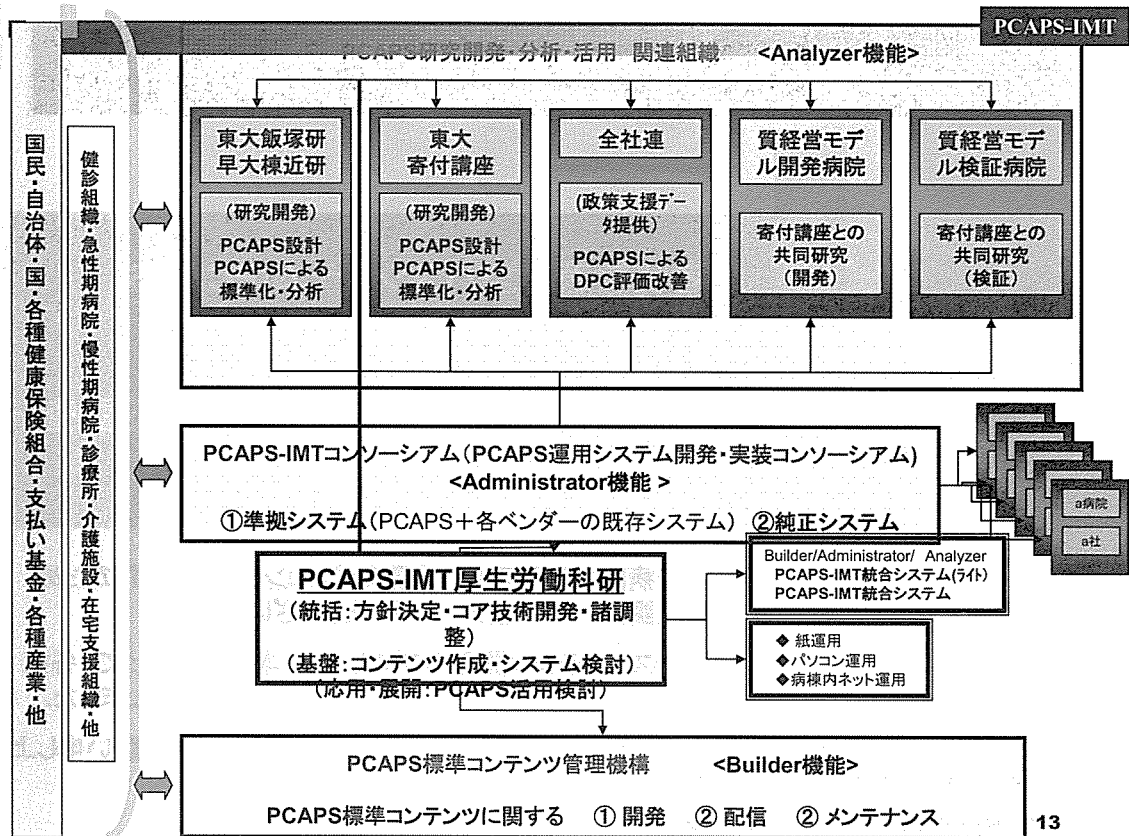 PCAPS-IMT
PCAPS研究開発・分析・活用 関連組織 <Analyzer機能>
東大飯塚研
早大棟近研
(研究開発)
PCAPS設計
PCAPSによる
標準化・分析
東大
寄付講座
(研究開発)
PCAPS設計
PCAPSによる
標準化・分析
全社連
(政策支援デー
タ提供)
PCAPSによる
DPC評価改善
質経営モデ
ル開発病院
寄付講座との
共同研究
(開発)
質経営モデ
ル検証病院
寄付講座との
共同研究
(検証)
国民・自治体・国・各種健康保険組合・支払い基金・各種産業・他
健診組織・急性期病院・慢性期病院・診療所・介護施設・在宅支援組織・他
PCAPS-IMTコンソーシアム(PCAPS運用システム開発・実装コンソーシアム)
<Administrator機能 >
①準拠システム(PCAPS+各ベンダーの既存システム) ②純正システム
a病院
a社
PCAPS-IMT厚生労働科研
(統括:方針決定・コア技術開発・諸調
整)
(基盤:コンテンツ作成・システム検討)
(応用・展開:PCAPS活用検討)
Builder/Administrator/ Analyzer
PCAPS-IMT統合システム(ライト)
PCAPS-IMT統合システム
❖ 紙運用
❖ パソコン運用
❖ 病棟内ネット運用
PCAPS標準コンテンツ管理機構 <Builder機能>
PCAPS標準コンテンツに関する ① 開発 ② 配信 ② メンテナンス
13